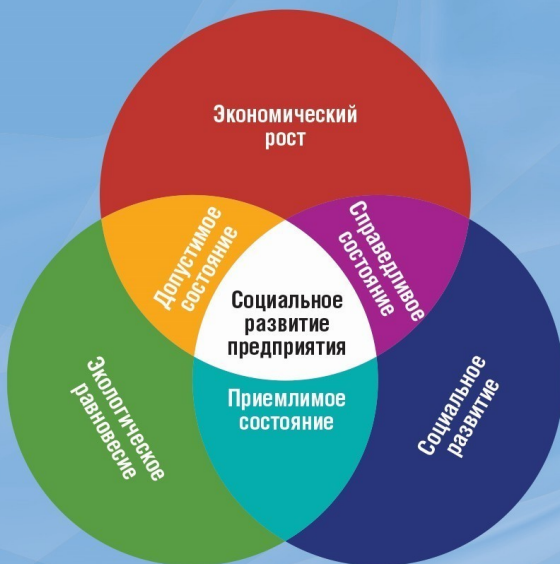 Экономический
рост
Допустимое
состояние
Справедливое
состояние
Социальное
развитие
предприятия
Экологическое
равновесие
Приемлимое
состояние
Социальное
развитие